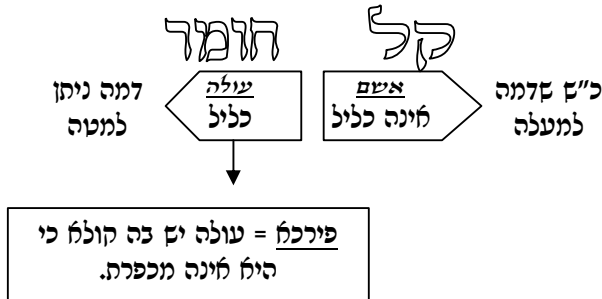 קל חומר
כ"ש שדמה
למעלה
אשם
אינה כליל
עולה
כליל
דמה ניתן
למטה
פירכא = עולה יש בה קולא כי
היא אינה מכפרת.